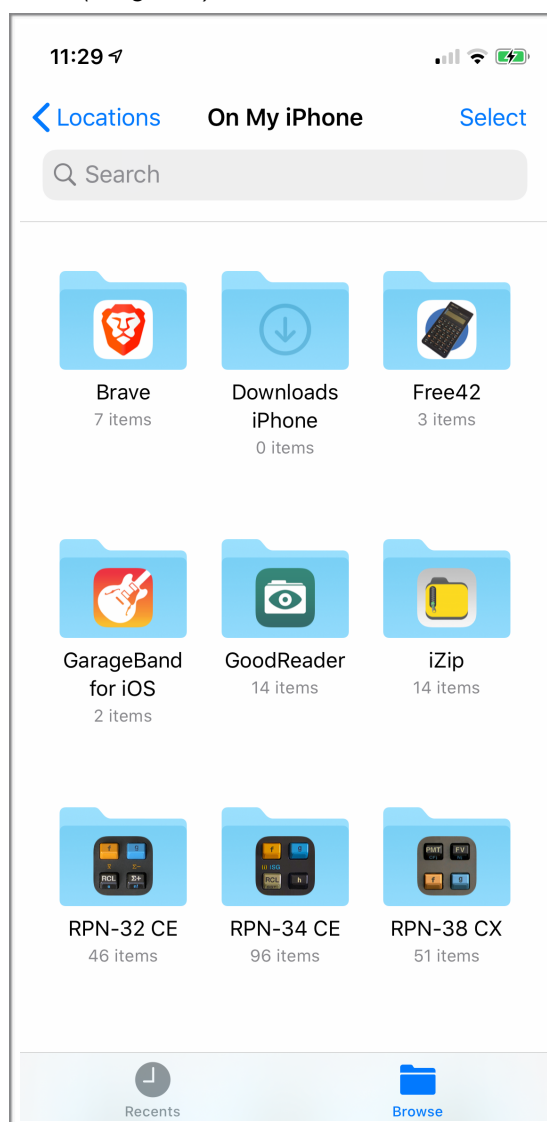 11:29
Locations On My iPhone Select
Search
Brave
7 items
Downloads
iPhone
0 items
Free42
3 items
GarageBand
for iOS
2 items
GoodReader
14 items
iZip
14 items
RPN-32 CE
46 items
RPN-34 CE
96 items
RPN-38 CX
51 items
Recents
Browse